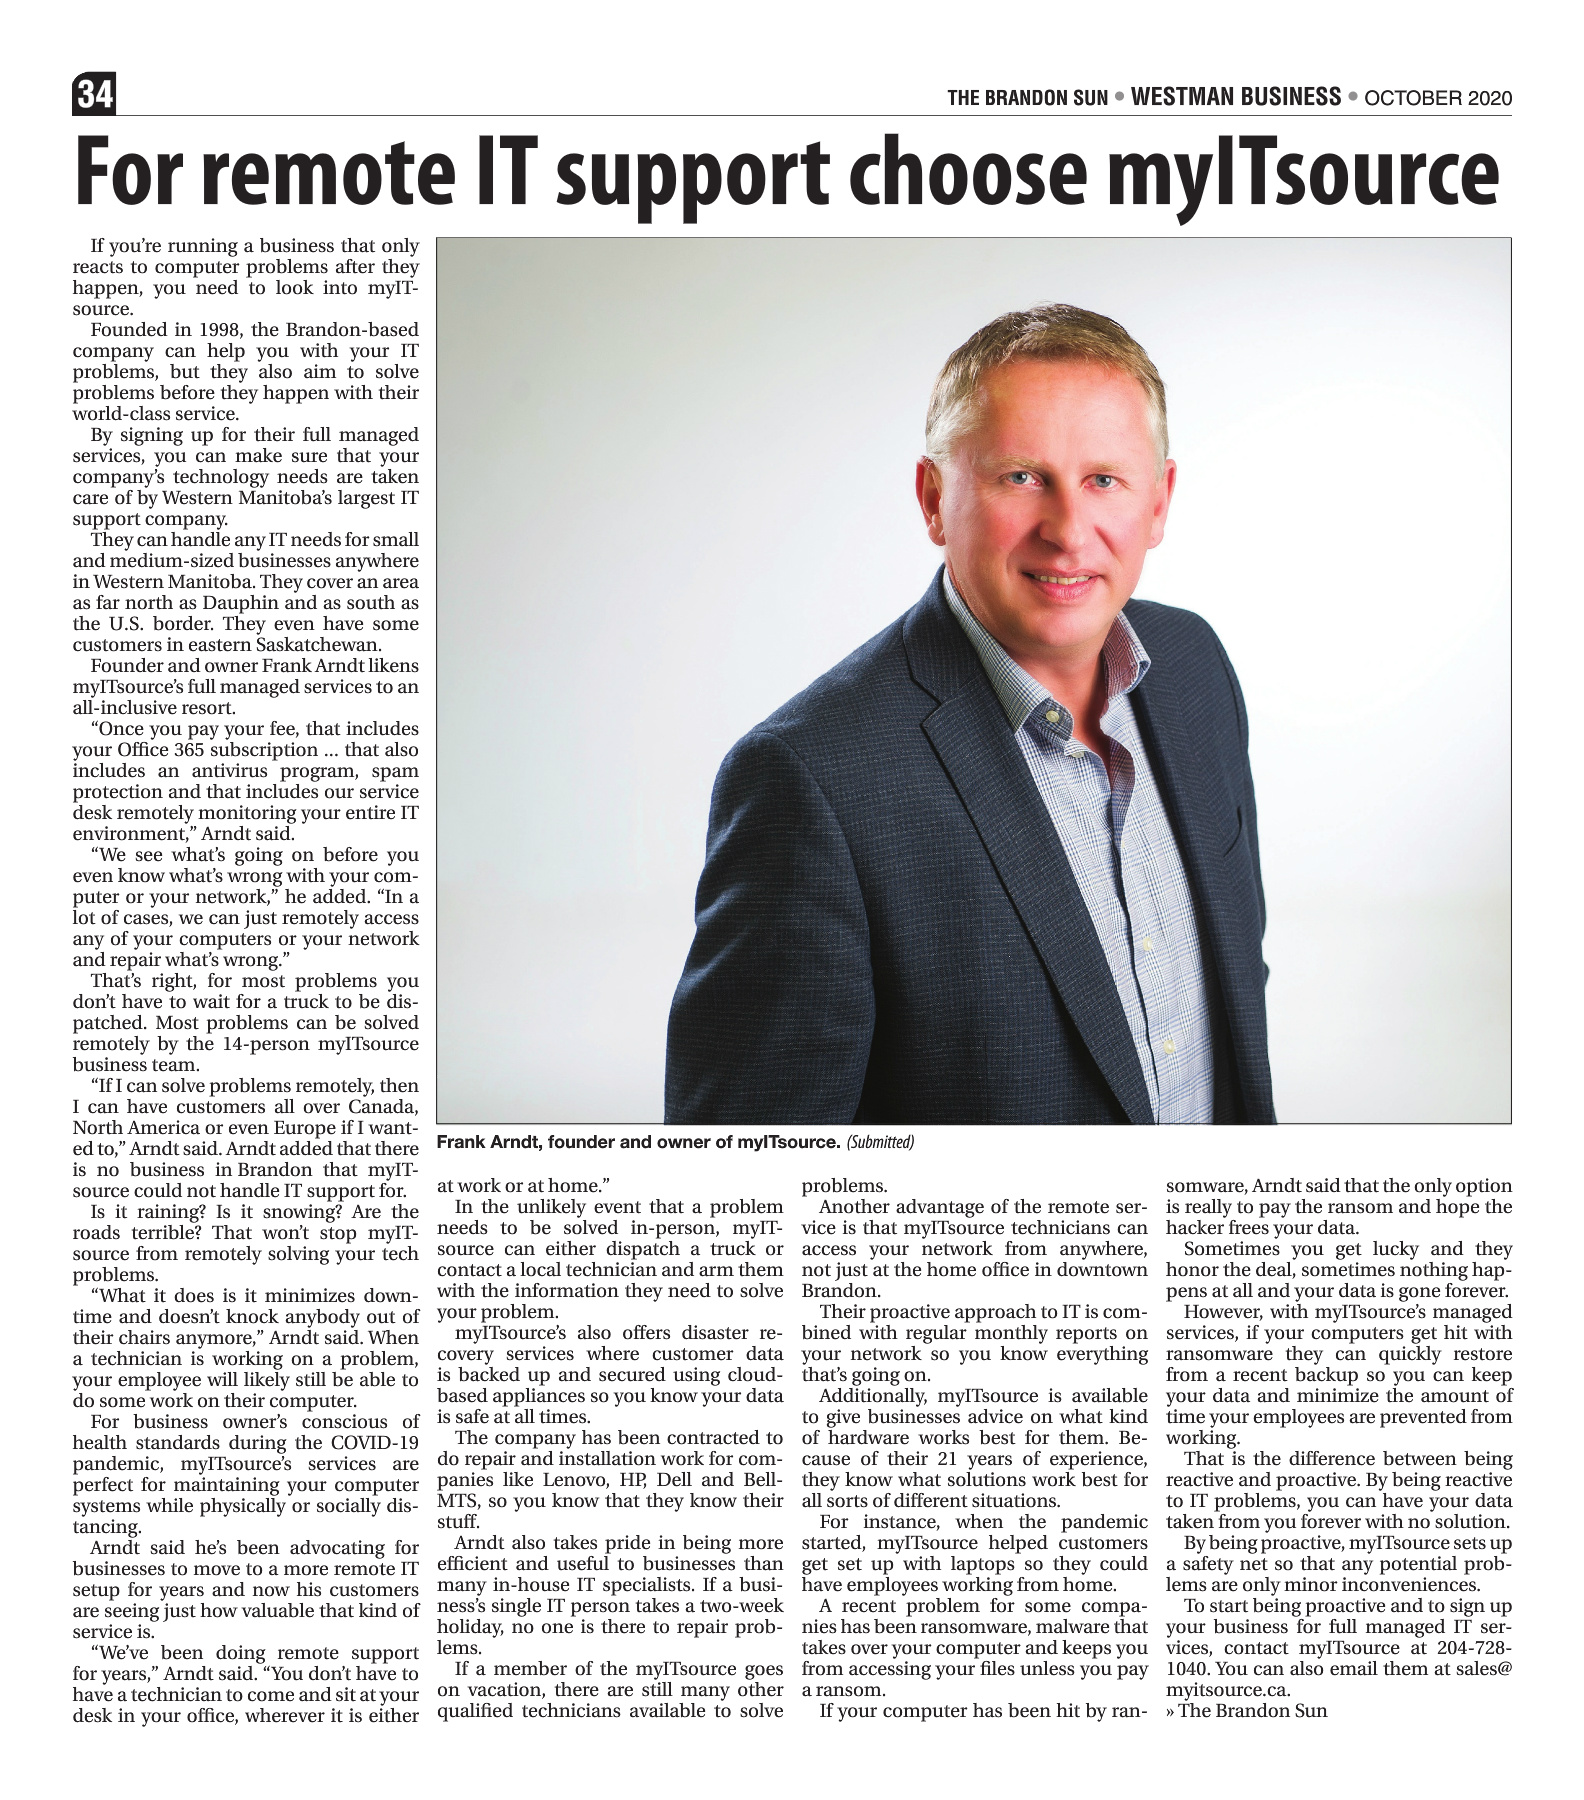 34
THE BRANDON SUN • WESTMAN BUSINESS • OCTOBER 2020
For remote IT support choose myITsource
If you’re running a business that only
reacts to computer problems after they
happen, you need to look into myIT-
source.
Founded in 1998, the Brandon-based
company can help you with your IT
problems, but they also aim to solve
problems before they happen with their
world-class service.
By signing up for their full managed
services, you can make sure that your
company’s technology needs are taken
care of by Western Manitoba’s largest IT
support company.
They can handle any IT needs for small
and medium-sized businesses anywhere
in Western Manitoba. They cover an area
as far north as Dauphin and as south as
the U.S. border. They even have some
customers in eastern Saskatchewan.
Founder and owner Frank Arndt likens
myITsource’s full managed services to an
all-inclusive resort.
“Once you pay your fee, that includes
your Office 365 subscription ... that also
includes an antivirus program, spam
protection and that includes our service
desk remotely monitoring your entire IT
environment,” Arndt said.
“We see what’s going on before you
even know what’s wrong with your com-
puter or your network,” he added. “In a
lot of cases, we can just remotely access
any of your computers or your network
and repair what’s wrong.”
That’s right, for most problems you
don’t have to wait for a truck to be dis-
patched. Most problems can be solved
remotely by the 14-person myITsource
business team.
“If I can solve problems remotely, then
I can have customers all over Canada,
North America or even Europe if I want-
ed to,” Arndt said. Arndt added that there
is no business in Brandon that myIT-
source could not handle IT support for.
Is it raining? Is it snowing? Are the
roads terrible? That won’t stop myIT-
source from remotely solving your tech
problems.
“What it does is it minimizes down-
time and doesn’t knock anybody out of
their chairs anymore,” Arndt said. When
a technician is working on a problem,
your employee will likely still be able to
do some work on their computer.
For business owner’s conscious of
health standards during the COVID-19
pandemic, myITsource’s services are
perfect for maintaining your computer
systems while physically or socially dis-
tancing.
Arndt said he’s been advocating for
businesses to move to a more remote IT
setup for years and now his customers
are seeing just how valuable that kind of
service is.
“We’ve been doing remote support
for years,” Arndt said. “You don’t have to
have a technician to come and sit at your
desk in your office, wherever it is either
Frank Arndt, founder and owner of myITsource. (Submitted)
at work or at home.”
In the unlikely event that a problem
needs to be solved in-person, myIT-
source can either dispatch a truck or
contact a local technician and arm them
with the information they need to solve
your problem.
myITsource’s also offers disaster re-
covery services where customer data
is backed up and secured using cloud-
based appliances so you know your data
is safe at all times.
The company has been contracted to
do repair and installation work for com-
panies like Lenovo, HP, Dell and Bell-
MTS, so you know that they know their
stuff.
Arndt also takes pride in being more
efficient and useful to businesses than
many in-house IT specialists. If a busi-
ness’s single IT person takes a two-week
holiday, no one is there to repair prob-
lems.
If a member of the myITsource goes
on vacation, there are still many other
qualified technicians available to solve
problems.
Another advantage of the remote ser-
vice is that myITsource technicians can
access your network from anywhere,
not just at the home office in downtown
Brandon.
Their proactive approach to IT is com-
bined with regular monthly reports on
your network so you know everything
that’s going on.
Additionally, myITsource is available
to give businesses advice on what kind
of hardware works best for them. Be-
cause of their 21 years of experience,
they know what solutions work best for
all sorts of different situations.
For instance, when the pandemic
started, myITsource helped customers
get set up with laptops so they could
have employees working from home.
A recent problem for some compa-
nies has been ransomware, malware that
takes over your computer and keeps you
from accessing your files unless you pay
a ransom.
If your computer has been hit by ran-
somware, Arndt said that the only option
is really to pay the ransom and hope the
hacker frees your data.
Sometimes you get lucky and they
honor the deal, sometimes nothing hap-
pens at all and your data is gone forever.
However, with myITsource’s managed
services, if your computers get hit with
ransomware they can quickly restore
from a recent backup so you can keep
your data and minimize the amount of
time your employees are prevented from
working.
That is the difference between being
reactive and proactive. By being reactive
to IT problems, you can have your data
taken from you forever with no solution.
By being proactive, myITsource sets up
a safety net so that any potential prob-
lems are only minor inconveniences.
To start being proactive and to sign up
your business for full managed IT ser-
vices, contact myITsource at 204-728-
1040. You can also email them at sales@
myitsource.ca.
» The Brandon Sun